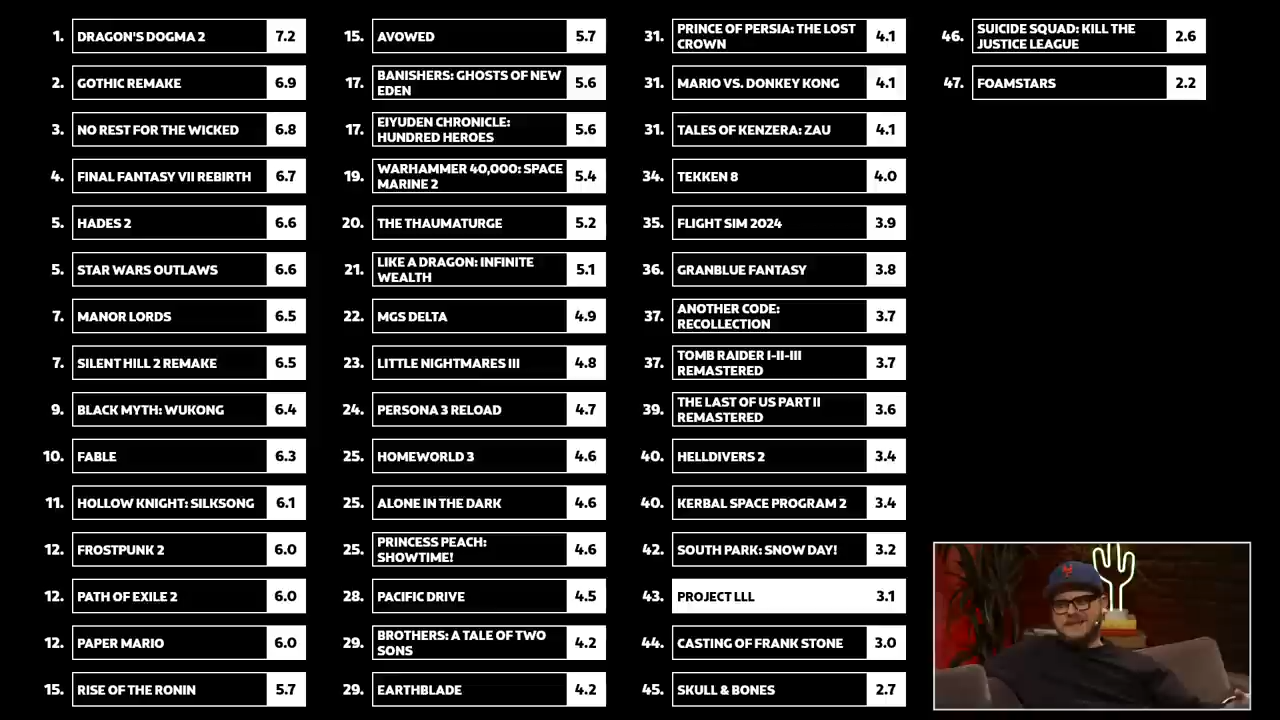 1. DRAGON'S DOGMA 2 7.2
2. GOTHIC REMAKE 6.9
3. NO REST FOR THE WICKED 6.8
4. FINAL FANTASY VII REBIRTH 6.7
5. HADES 2 6.6
5. STAR WARS OUTLAWS 6.6
7. MANOR LORDS 6.5
7. SILENT HILL 2 REMAKE 6.5
9. BLACK MYTH: WUKONG 6.4
10. FABLE 6.3
11. HOLLOW KNIGHT: SILKSONG 6.1
12. FROSTPUNK 2 6.0
12. PATH OF EXILE 2 6.0
12. PAPER MARIO 6.0
15. RISE OF THE RONIN 5.7
15. AVOWED 5.7
17. BANISHERS: GHOSTS OF NEW
EDEN 5.6
17. EIYUDEN CHRONICLE:
HUNDRED HEROES 5.6
19. WARHAMMER 40,000: SPACE
MARINE 2 5.4
20. THE THAUMATURGE 5.2
21. LIKE A DRAGON: INFINITE
WEALTH 5.1
22. MGS DELTA 4.9
23. LITTLE NIGHTMARES III 4.8
24. PERSONA 3 RELOAD 4.7
25. HOMEWORLD 3 4.6
25. ALONE IN THE DARK 4.6
25. PRINCESS PEACH:
SHOWTIME! 4.6
28. PACIFIC DRIVE 4.5
29. BROTHERS: A TALE OF TWO
SONS 4.2
29. EARTHBLADE 4.2
31. PRINCE OF PERSIA: THE LOST
CROWN 4.1
31. MARIO VS. DONKEY KONG 4.1
31. TALES OF KENZERA: ZAU 4.1
34. TEKKEN 8 4.0
35. FLIGHT SIM 2024 3.9
36. GRANBLUE FANTASY 3.8
37. ANOTHER CODE:
RECOLLECTION 3.7
37. TOMB RAIDER I-II-III
REMASTERED 3.7
39. THE LAST OF US PART II
REMASTERED 3.6
40. HELLDIVERS 2 3.4
40. KERBAL SPACE PROGRAM 2 3.4
42. SOUTH PARK: SNOW DAY! 3.2
43. PROJECT LLL 3.1
44. CASTING OF FRANK STONE 3.0
45. SKULL & BONES 2.7
46. SUICIDE SQUAD: KILL THE
JUSTICE LEAGUE 2.6
47. FOAMSTARS 2.2